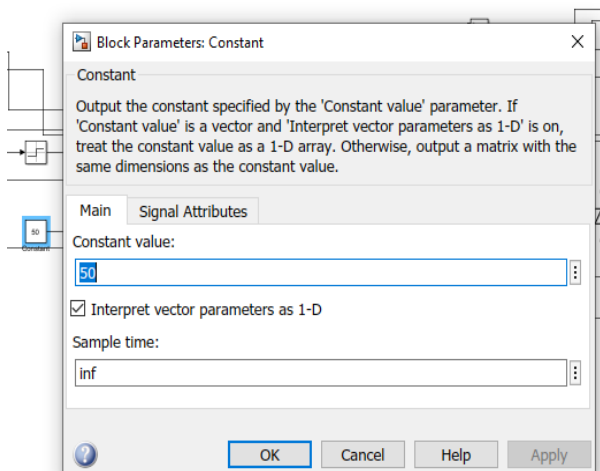 Block Parameters: Constant
Constant
Output the constant specified by the 'Constant value' parameter. If
'Constant value' is a vector and 'Interpret vector parameters as 1-D' is on,
treat the constant value as a 1-D array. Otherwise, output a matrix with the
same dimensions as the constant value.
Main Signal Attributes
50
Constant
Constant value:
50
Interpret vector parameters as 1-D
Sample time:
inf
OK Cancel Help Apply